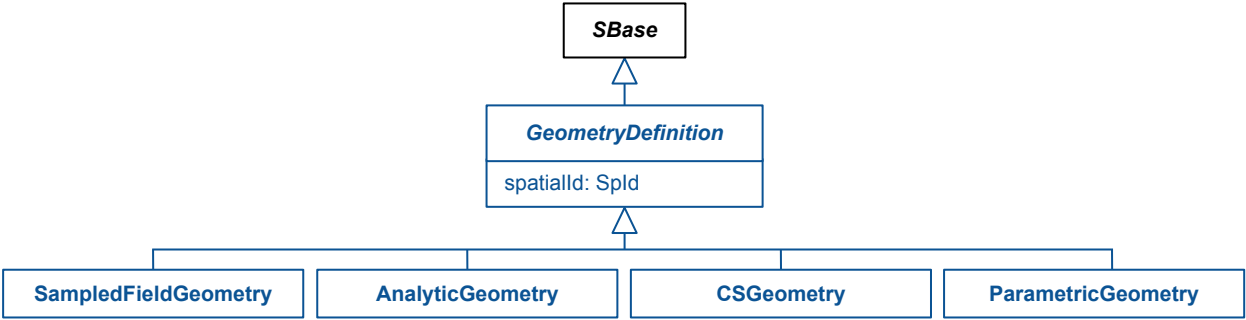 SBase
GeometryDefinition
spatialId: SpId
SampledFieldGeometry
AnalyticGeometry
CSGeometry
ParametricGeometry